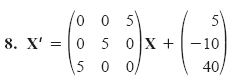 8. X' = (0 0 5; 0 5 0; 5 0 0) X + (5; -10; 40)